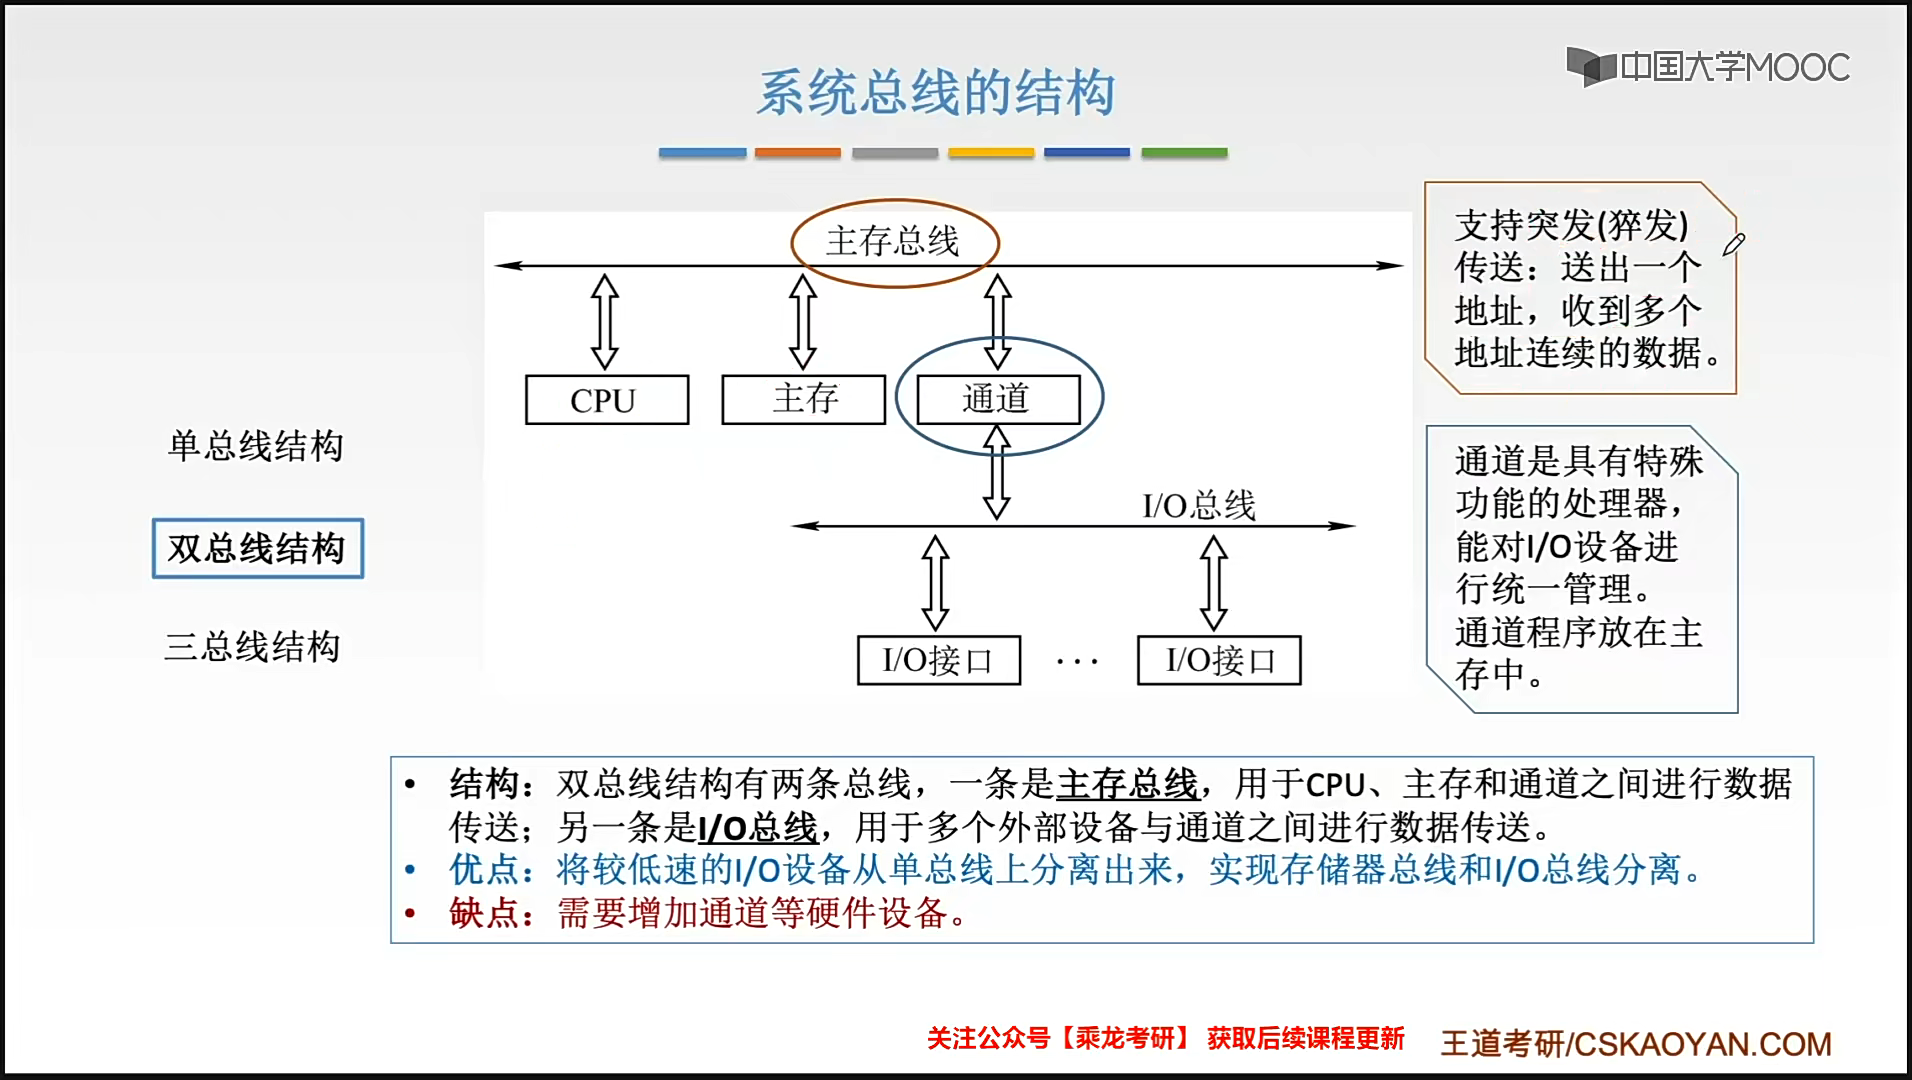 中国大学MOOC
系统总线的结构
单总线结构
双总线结构
三总线结构
主存总线
CPU
主存
通道
I/O总线
I/O接口
···
I/O接口
支持突发(猝发)
传送：送出一个
地址，收到多个
地址连续的数据。
通道是具有特殊
功能的处理器，
能对I/O设备进
行统一管理。
通道程序放在主
存中。
• 结构：双总线结构有两条总线，一条是主存总线，用于CPU、主存和通道之间进行数据
传送；另一条是I/O总线，用于多个外部设备与通道之间进行数据传送。
• 优点：将较低速的I/O设备从单总线上分离出来，实现存储器总线和I/O总线分离。
• 缺点：需要增加通道等硬件设备。
关注公众号【乘龙考研】 获取后续课程更新
王道考研/CSKAOYAN.COM